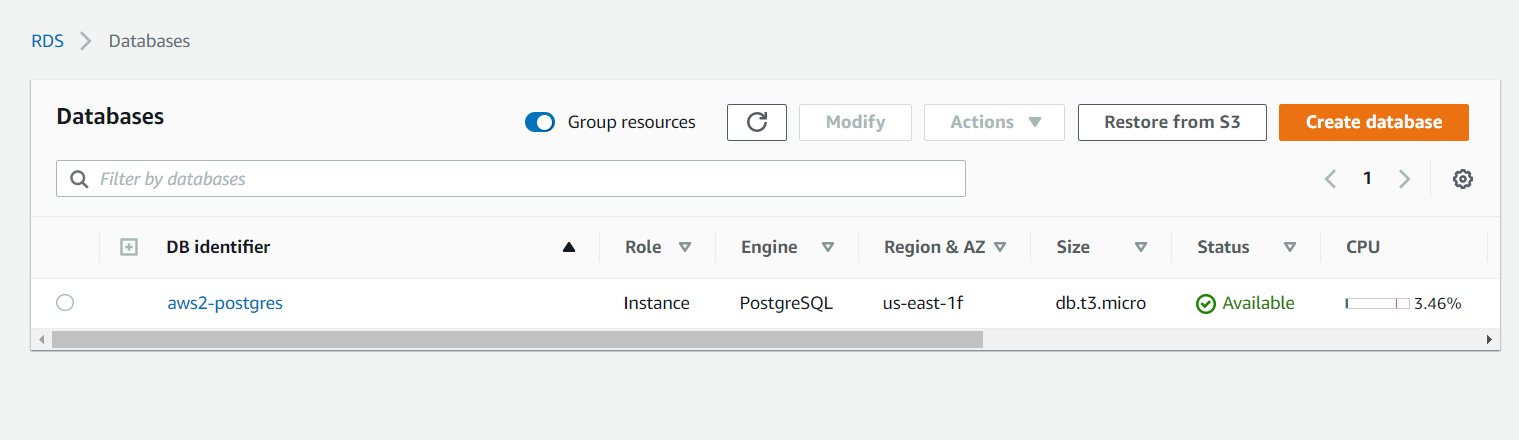 RDS Databases
Databases Group resources Modify Actions Restore from S3 Create database
Filter by databases 1
DB identifier Role Engine Region & AZ Size Status CPU
aws2-postgres Instance PostgreSQL us-east-1f db.t3.micro Available 3.46%